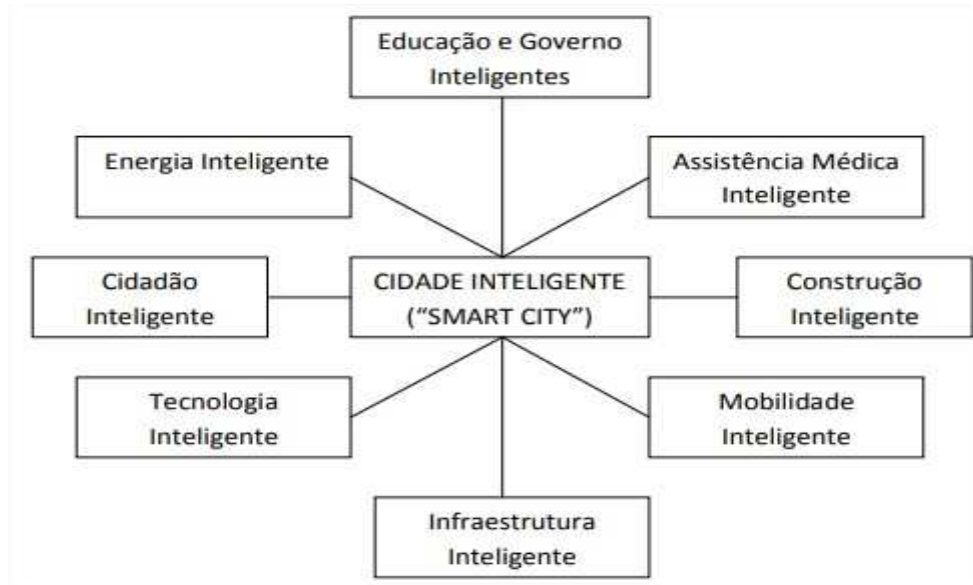 Educação e Governo
Inteligentes
Energia Inteligente
Assistência Médica
Inteligente
Cidadão
Inteligente
CIDADE INTELIGENTE
(“SMART CITY”)
Construção
Inteligente
Tecnologia
Inteligente
Mobilidade
Inteligente
Infraestrutura
Inteligente